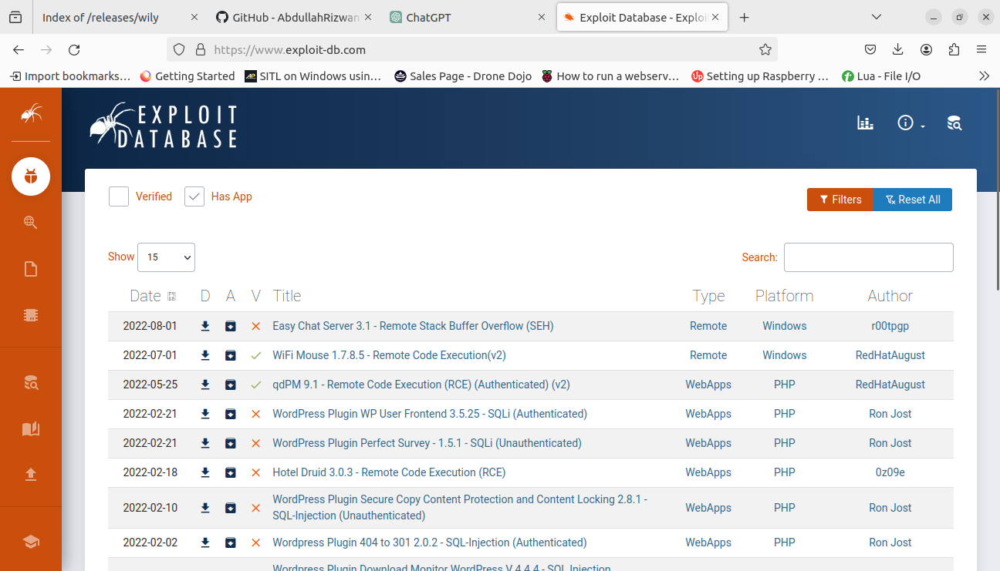 Index of /releases/wily
GitHub - AbdullahRizwan
ChatGPT
Exploit Database - Exploi
https://www.exploit-db.com
Import bookmarks…
Getting Started
SITL on Windows usin…
Sales Page - Drone Dojo
How to run a webserv…
Setting up Raspberry …
Lua - File I/O
EXPLOIT
DATABASE
Verified
Has App
Filters
Reset All
Show 15
Search:
Date D A V Title Type Platform Author
2022-08-01 Easy Chat Server 3.1 - Remote Stack Buffer Overflow (SEH) Remote Windows r00tpgp
2022-07-01 WiFi Mouse 1.7.8.5 - Remote Code Execution(v2) Remote Windows RedHatAugust
2022-05-25 qdPM 9.1 - Remote Code Execution (RCE) (Authenticated) (v2) WebApps PHP RedHatAugust
2022-02-21 WordPress Plugin WP User Frontend 3.5.25 - SQLi (Authenticated) WebApps PHP Ron Jost
2022-02-21 WordPress Plugin Perfect Survey - 1.5.1 - SQLi (Unauthenticated) WebApps PHP Ron Jost
2022-02-18 Hotel Druid 3.0.3 - Remote Code Execution (RCE) WebApps PHP 0z09e
2022-02-10 WordPress Plugin Secure Copy Content Protection and Content Locking 2.8.1 -
SQL-Injection (Unauthenticated) WebApps PHP Ron Jost
2022-02-02 Wordpress Plugin 404 to 301 2.0.2 - SQL-Injection (Authenticated) WebApps PHP Ron Jost
Wordpress Plugin Download Monitor WordPress V 4.4.4 - SQL Injection